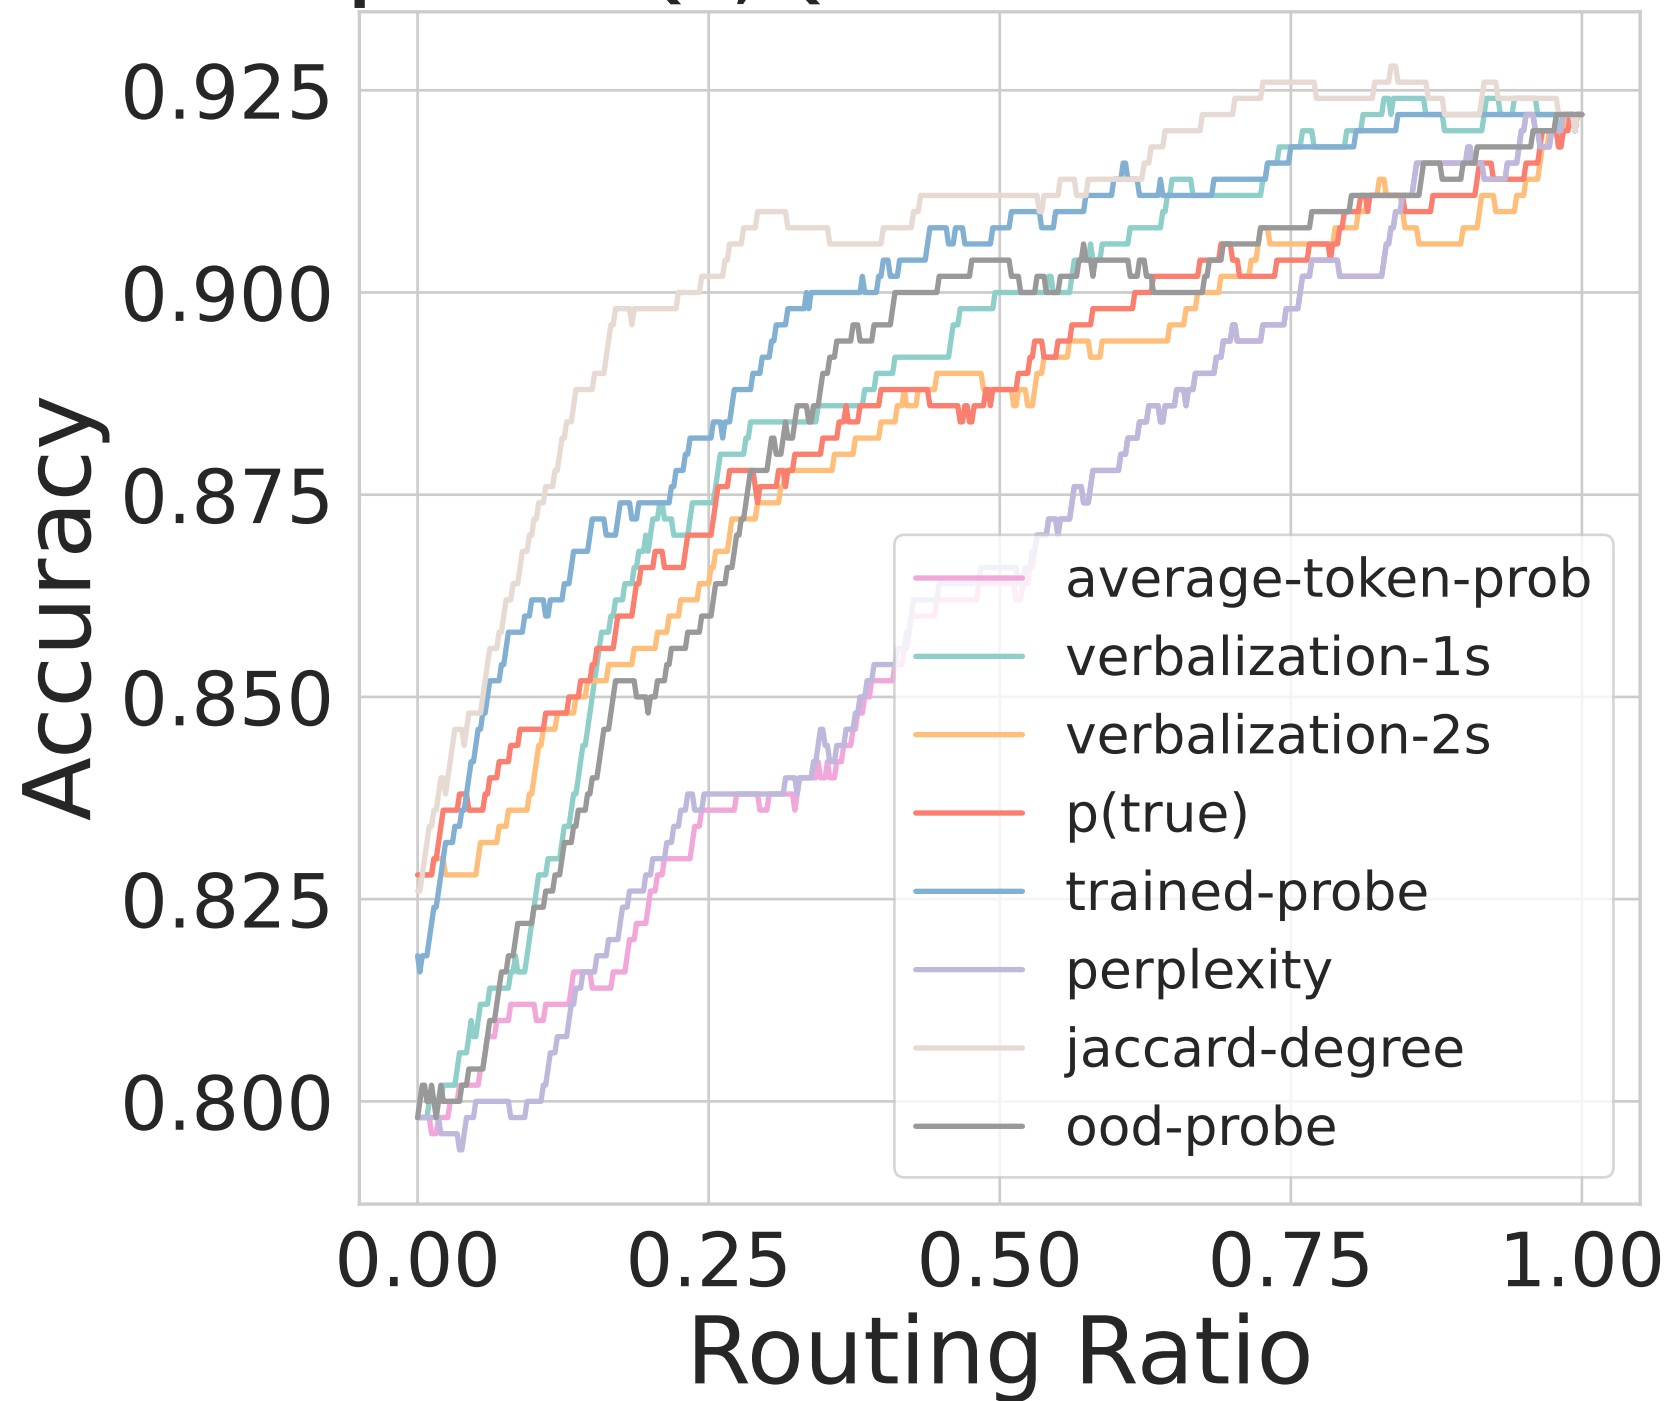 0.925
0.900
0.875
0.850
0.825
0.800
Accuracy
average-token-prob
verbalization-1s
verbalization-2s
p(true)
trained-probe
perplexity
jaccard-degree
ood-probe
0.00 0.25 0.50 0.75 1.00
Routing Ratio